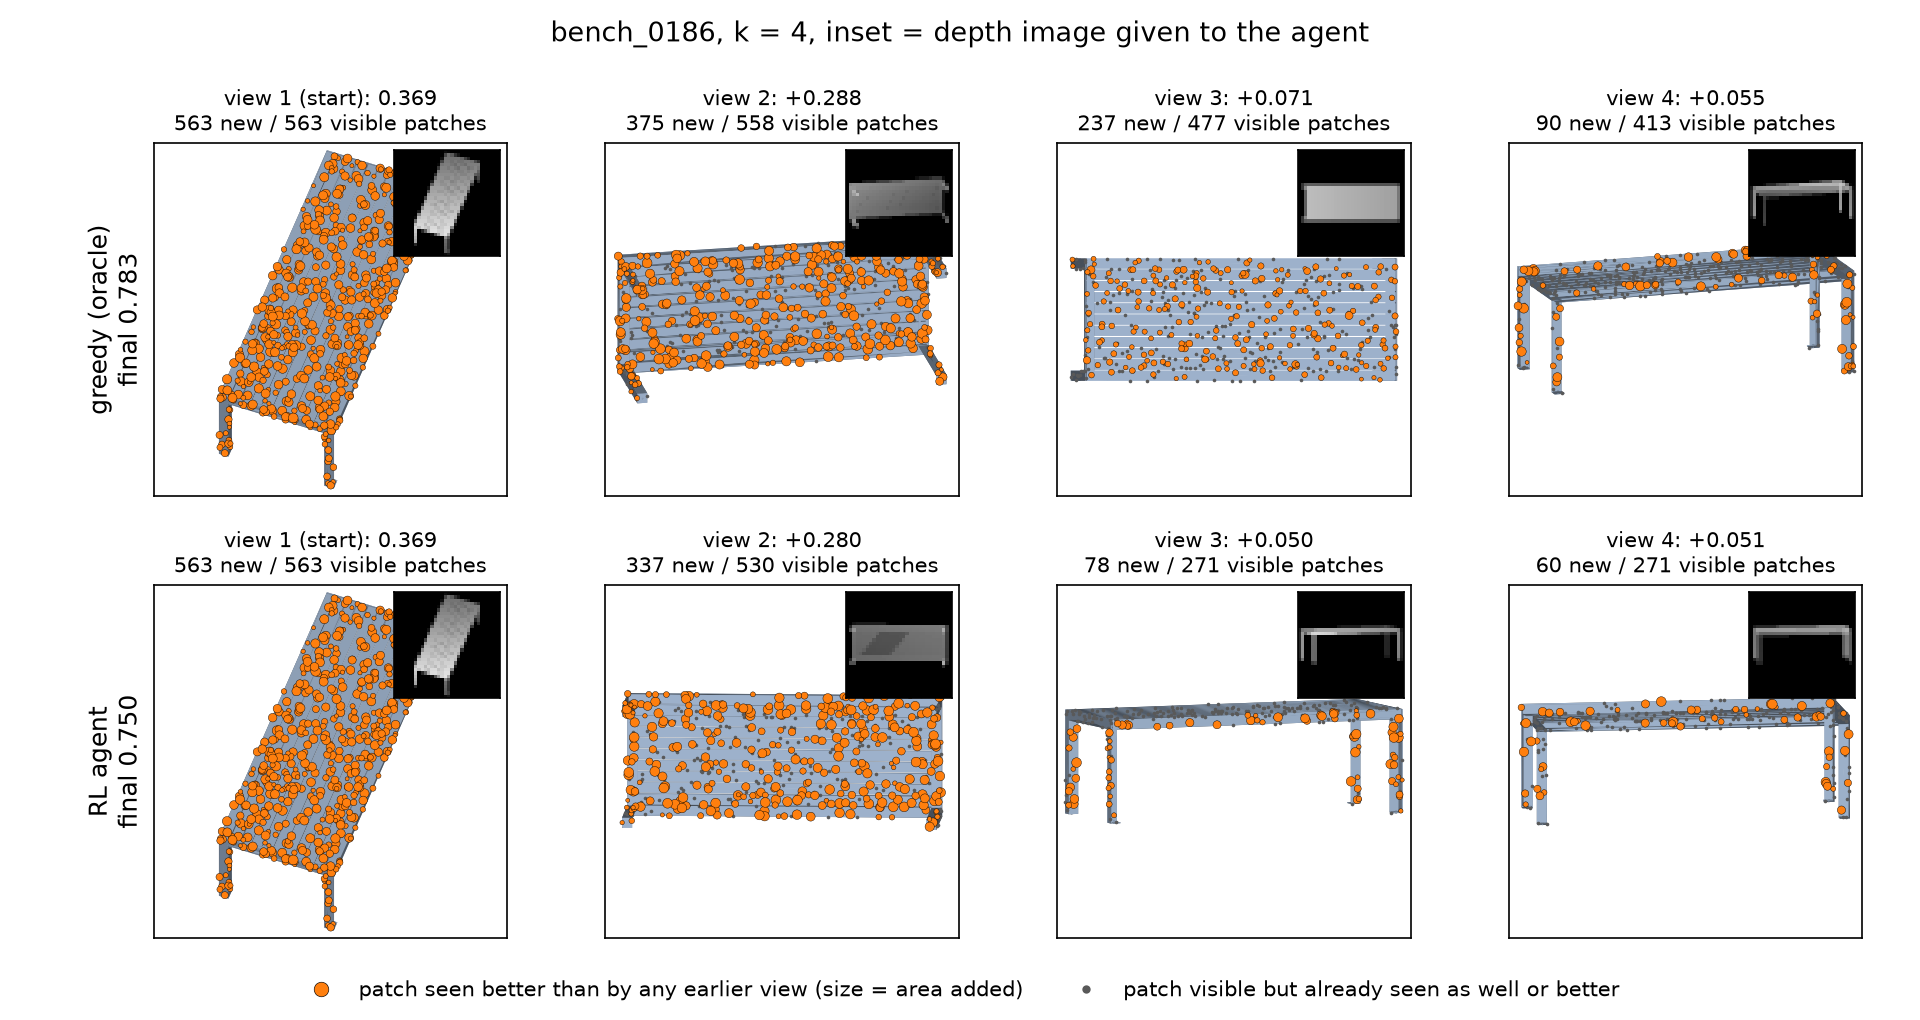 bench_0186, k = 4, inset = depth image given to the agent
greedy (oracle)
final 0.783
view 1 (start): 0.369
563 new / 563 visible patches
view 2: +0.288
375 new / 558 visible patches
view 3: +0.071
237 new / 477 visible patches
view 4: +0.055
90 new / 413 visible patches
RL agent
final 0.750
view 1 (start): 0.369
563 new / 563 visible patches
view 2: +0.280
337 new / 530 visible patches
view 3: +0.050
78 new / 271 visible patches
view 4: +0.051
60 new / 271 visible patches
patch seen better than by any earlier view (size = area added)
patch visible but already seen as well or better